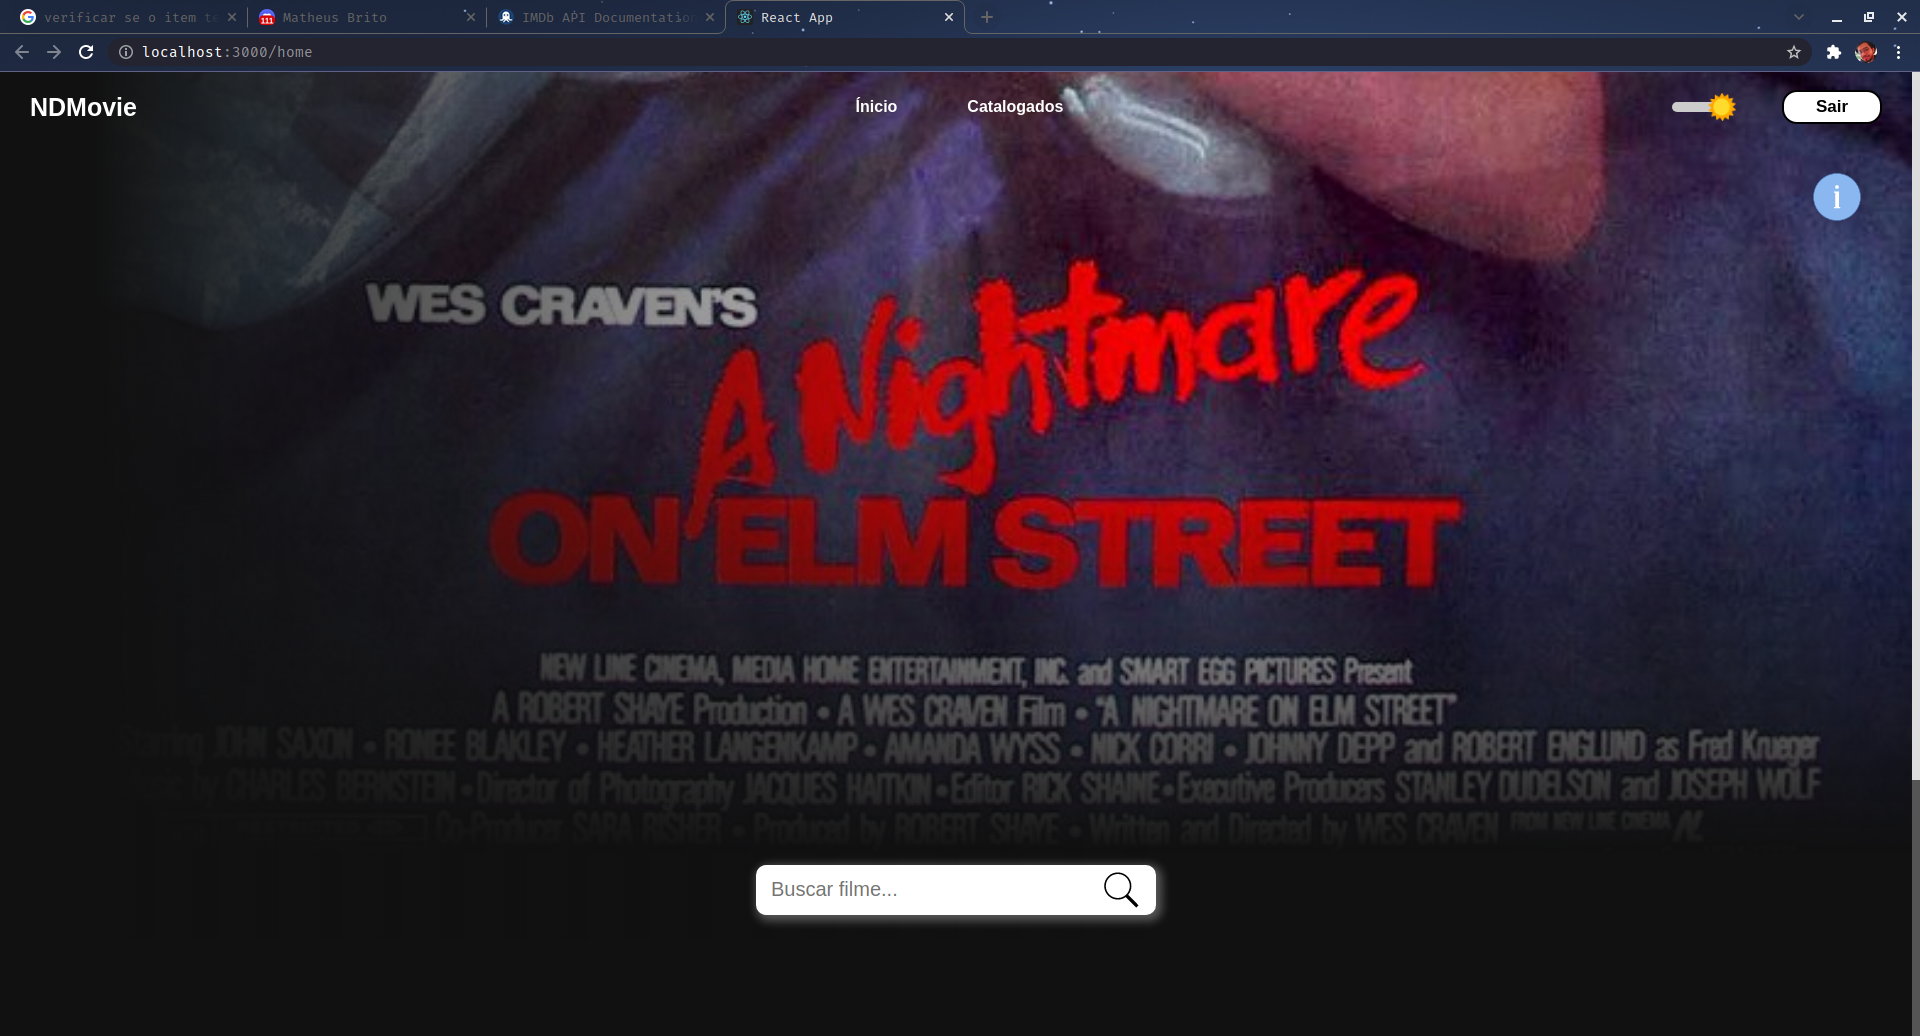 verificar se o item te
Matheus Brito
IMDb API Documentation
React App
localhost:3000/home
NDMovie
Ínicio
Catalogados
Sair
i
WES CRAVEN'S
A Nightmare
ON ELM STREET
NEW LINE CINEMA, MEDIA HOME ENTERTAINMENT, INC. and SMART EGG PICTURES Present
A ROBERT SHAYE Production • A WES CRAVEN Film • "A NIGHTMARE ON ELM STREET"
Starring JOHN SAXON • RONEE BLAKLEY • HEATHER LANGENKAMP • AMANDA WYSS • NICK CORRI • JOHNNY DEPP and ROBERT ENGLUND as Fred Krueger
Music by CHARLES BERNSTEIN • Director of Photography JACQUES HAITKIN • Editor RICK SHAINE • Executive Producers STANLEY DUDELSON and JOSEPH WOLF
Co-Producer SARA RISHER • Produced by ROBERT SHAYE • Written and Directed by WES CRAVEN FROM NEW LINE CINEMA
Buscar filme...